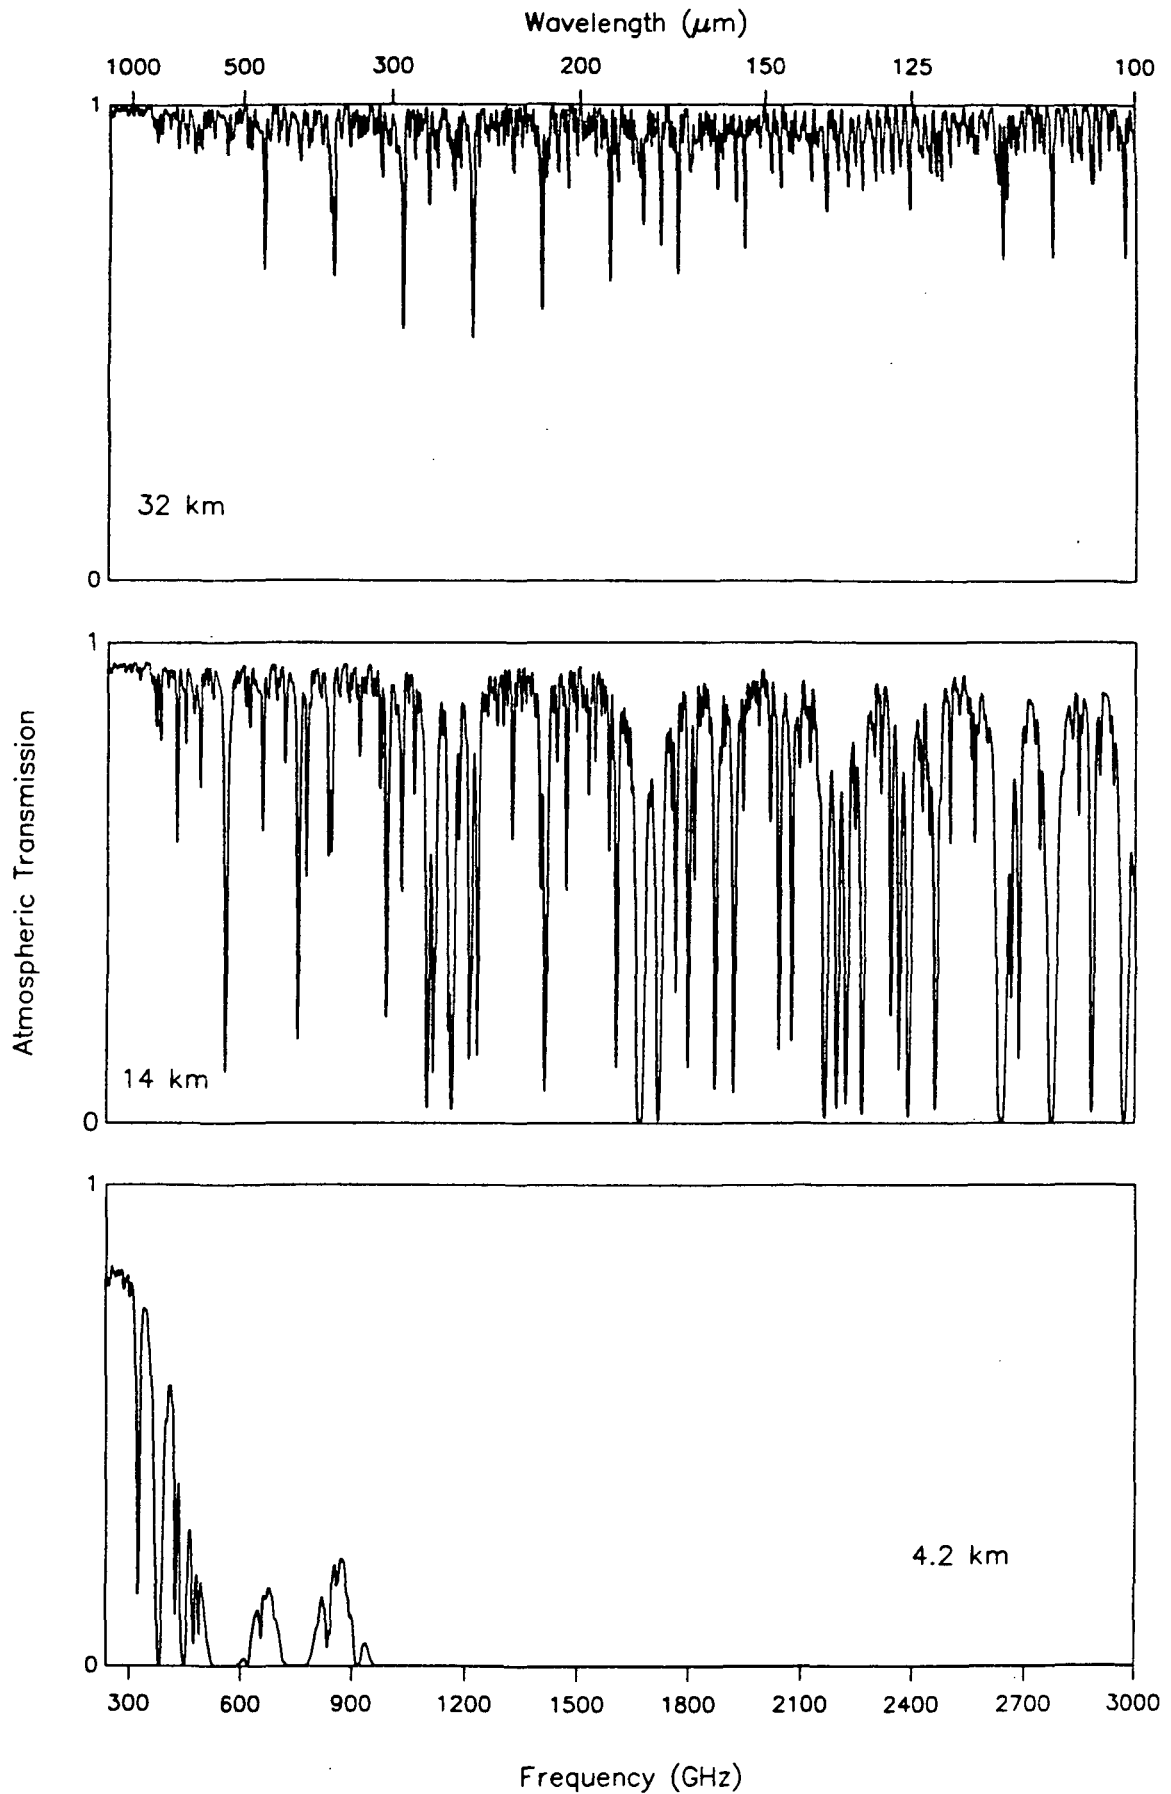 Wavelength (μm)
1000 500 300 200 150 125 100
1
32 km
0
Atmospheric Transmission
1
14 km
0
1
4.2 km
0
300 600 900 1200 1500 1800 2100 2400 2700 3000
Frequency (GHz)